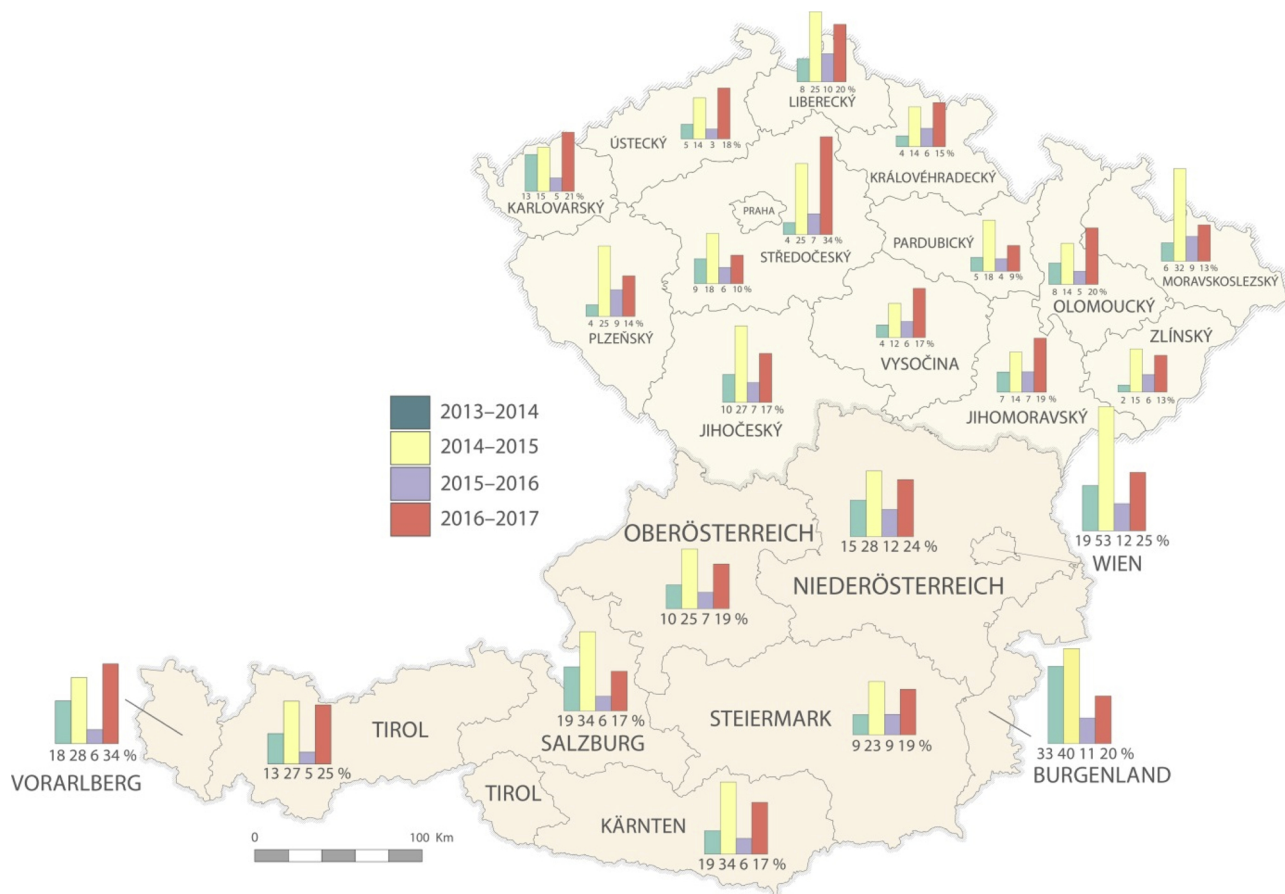 8 25 10 20 %
LIBERECKÝ
5 14 3 18 %
ÚSTECKÝ
4 14 6 15 %
KRÁLOVÉHRADECKÝ
13 15 5 21 %
KARLOVARSKÝ
PRAHA
4 25 7 34 %
STŘEDOČESKÝ
9 18 6 10 %
PARDUBICKÝ
5 18 4 9%
8 14 5 20 %
OLOMOUCKÝ
6 32 9 13 %
MORAVSKOSLEZSKÝ
4 25 9 14 %
PLZEŇSKÝ
4 12 6 17 %
VYSOČINA
ZLÍNSKÝ
2 15 6 13%
7 14 7 19 %
JIHOMORAVSKÝ
10 27 7 17 %
JIHOČESKÝ
2013–2014
2014–2015
2015–2016
2016–2017
19 53 12 25 %
WIEN
OBERÖSTERREICH
15 28 12 24 %
NIEDERÖSTERREICH
10 25 7 19 %
18 28 6 34 %
VORARLBERG
13 27 5 25 %
TIROL
19 34 6 17 %
SALZBURG
STEIERMARK
9 23 9 19 %
33 40 11 20 %
BURGENLAND
TIROL
KÄRNTEN
19 34 6 17 %
0 100 Km